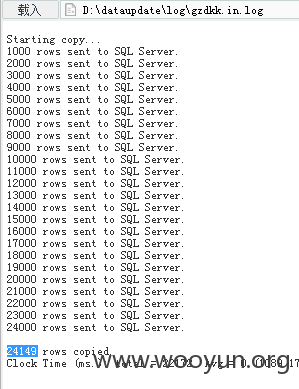 载入 D:\dataupdate\log\gzdkk.in.log
Starting copy...
1000 rows sent to SQL Server.
2000 rows sent to SQL Server.
3000 rows sent to SQL Server.
4000 rows sent to SQL Server.
5000 rows sent to SQL Server.
6000 rows sent to SQL Server.
7000 rows sent to SQL Server.
8000 rows sent to SQL Server.
9000 rows sent to SQL Server.
10000 rows sent to SQL Server.
11000 rows sent to SQL Server.
12000 rows sent to SQL Server.
13000 rows sent to SQL Server.
14000 rows sent to SQL Server.
15000 rows sent to SQL Server.
16000 rows sent to SQL Server.
17000 rows sent to SQL Server.
18000 rows sent to SQL Server.
19000 rows sent to SQL Server.
20000 rows sent to SQL Server.
21000 rows sent to SQL Server.
22000 rows sent to SQL Server.
23000 rows sent to SQL Server.
24000 rows sent to SQL Server.
24149 rows copied
Clock Time (ms.
www.wooyun.org